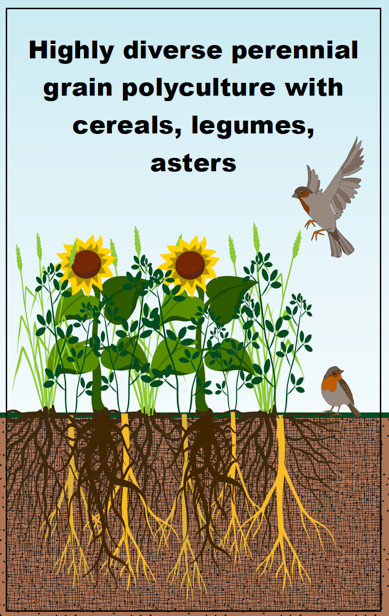 Highly diverse perennial
grain polyculture with
cereals, legumes,
asters